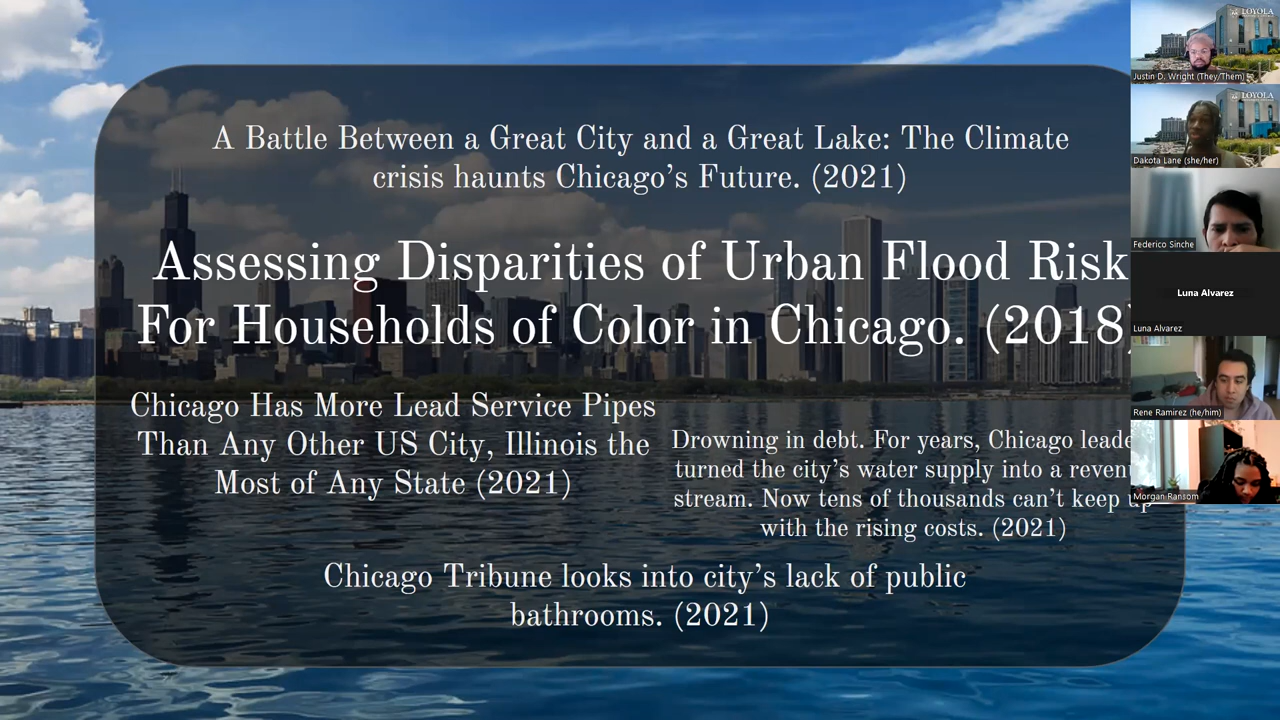 A Battle Between a Great City and a Great Lake: The Climate
crisis haunts Chicago's Future. (2021)
Assessing Disparities of Urban Flood Risk
For Households of Color in Chicago. (2018)
Chicago Has More Lead Service Pipes
Than Any Other US City, Illinois the
Most of Any State (2021)
Drowning in debt. For years, Chicago
turned the city's water supply into a
stream. Now tens of thousands can't keep up
with the rising costs. (2021)
Chicago Tribune looks into city's lack of public
bathrooms. (2021)
LOYOLA
Justin D. Wright (They/Them)
LOYOLA
Dakota Lane (she/her)
Federico Sinche
Luna Alvarez
Luna Alvarez
Rene Ramirez (he/him)
Morgan Ransom